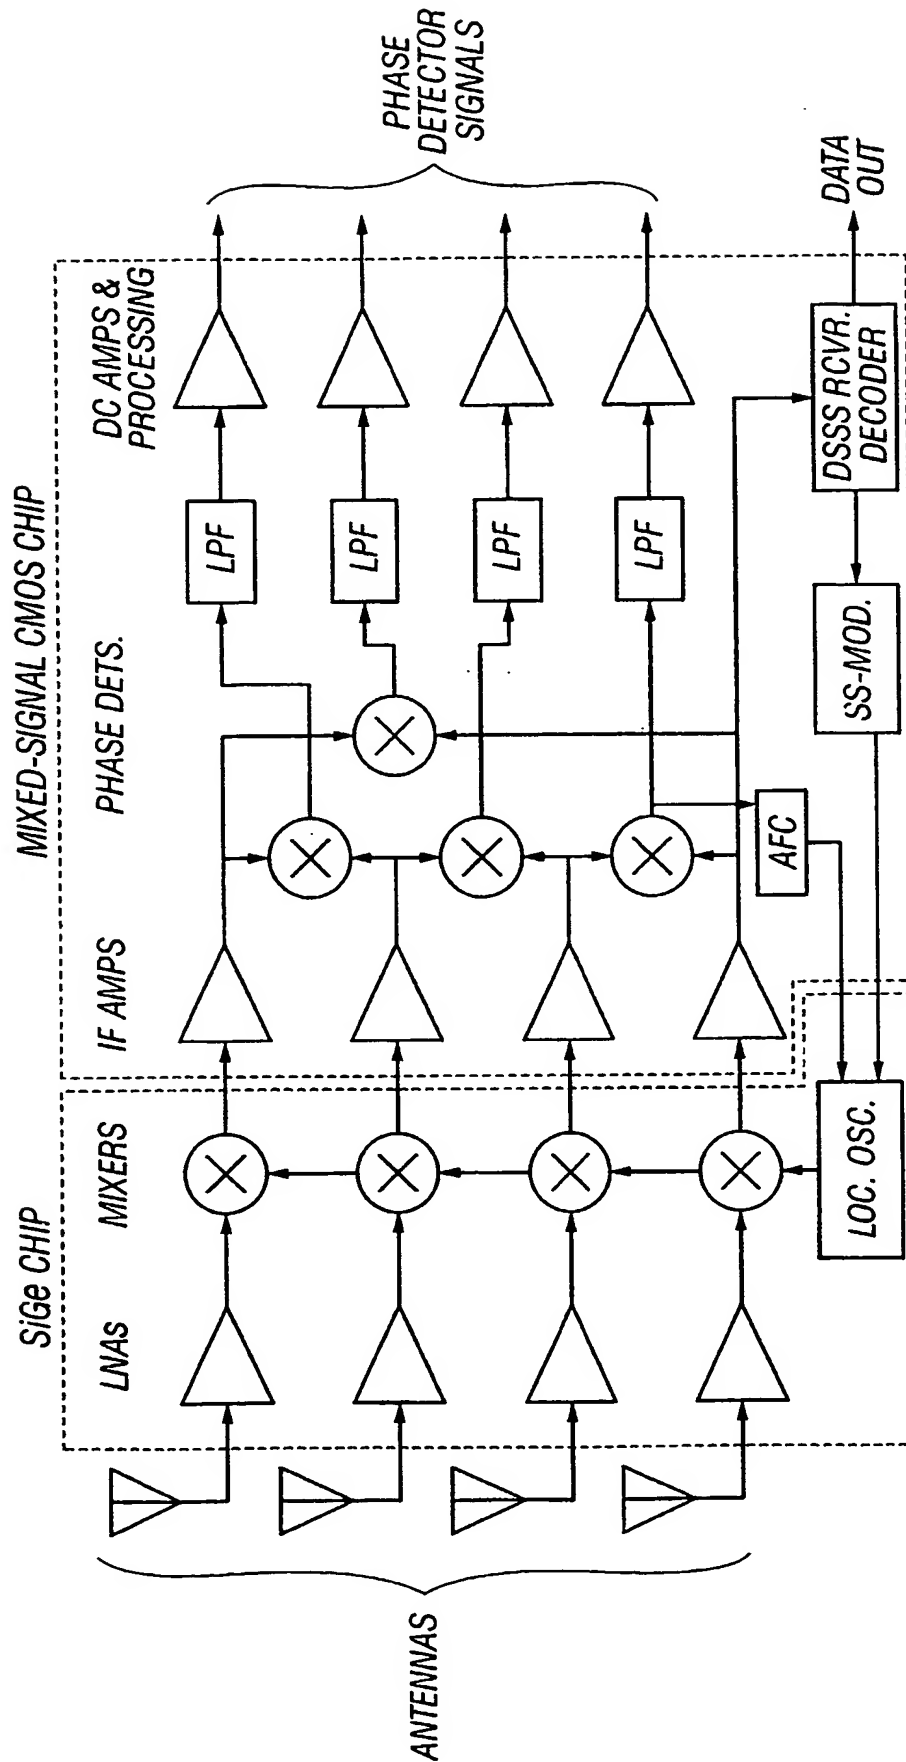 MIXED-SIGNAL CMOS CHIP
SiGe CHIP
LNAs
MIXERS
IF AMPS
PHASE DETS.
DC AMPS &
PROCESSING
ANTENNAS
LPF
LPF
LPF
LPF
PHASE
DETECTOR
SIGNALS
AFC
LOC. OSC.
SS-MOD.
DSSS RCVR.
DECODER
DATA
OUT